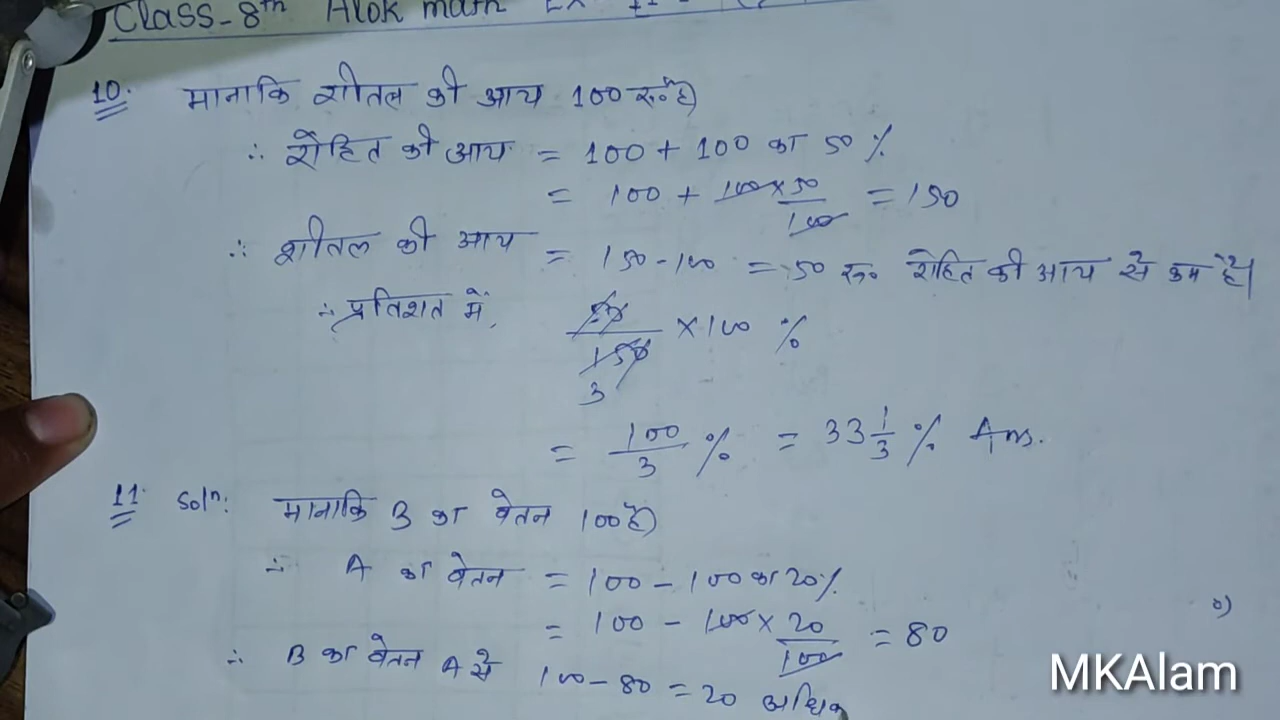 Class-8th Alok math Ex
10. मानाकि शीतल की आय 100 रु० है
∴ रोहित की आय = 100 + 100 का 50 %
= 100 + 100×50/100 = 150
∴ शीतल की आय = 150-100 = 50 रु० रोहित की आय से कम है।
∴ प्रतिशत में, 50/150 × 100 %
3
= 100/3 % = 33 1/3 % Ans.
11. Soln: मानाकि B का वेतन 100 है
∴ A का वेतन = 100 - 100 का 20%
= 100 - 100 × 20/100 = 80
∴ B का वेतन A से 100-80 = 20 अधिक
MKAlam